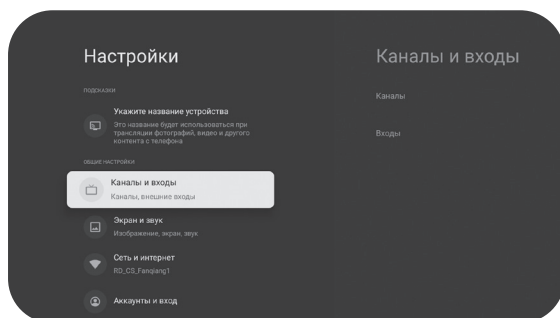 Настройки
ПОДСКАЗКИ
Укажите название устройства
Это название будет использоваться при
трансляции фотографий, видео и другого
контента с телефона
ОБЩИЕ НАСТРОЙКИ
Каналы и входы
Каналы, внешние входы
Экран и звук
Изображение, экран, звук
Сеть и интернет
RD_CS_Fanqiang1
Аккаунты и вход
Каналы и входы
Каналы
Входы